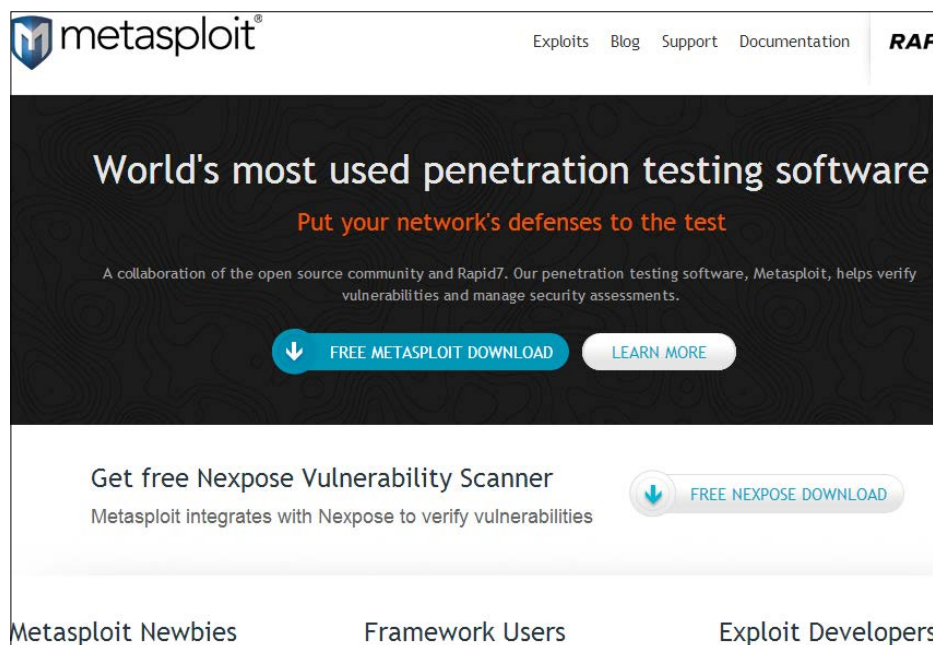 metasploit®
Exploits Blog Support Documentation
World's most used penetration testing software
Put your network's defenses to the test
A collaboration of the open source community and Rapid7. Our penetration testing software, Metasploit, helps verify
vulnerabilities and manage security assessments.
FREE METASPLOIT DOWNLOAD LEARN MORE
Get free Nexpose Vulnerability Scanner
FREE NEXPOSE DOWNLOAD
Metasploit integrates with Nexpose to verify vulnerabilities
Metasploit Newbies Framework Users Exploit Developers